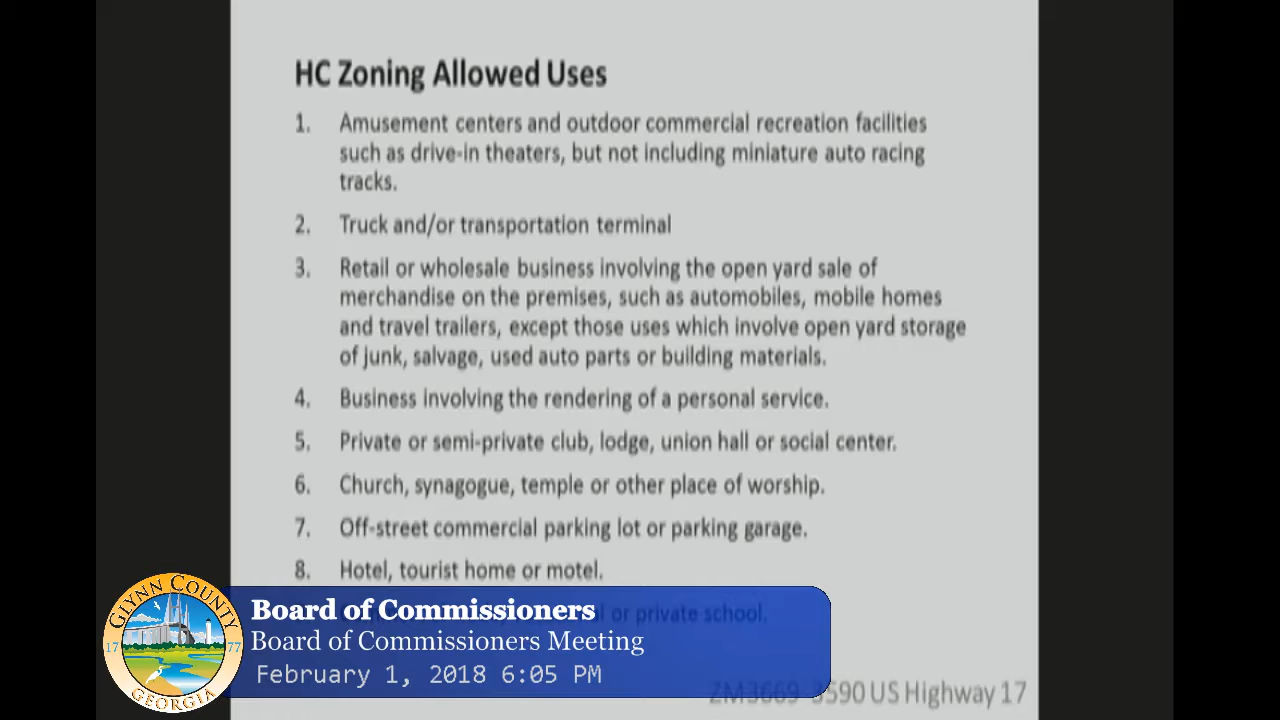 HC Zoning Allowed Uses
1. Amusement centers and outdoor commercial recreation facilities
such as drive-in theaters, but not including miniature auto racing
tracks.
2. Truck and/or transportation terminal
3. Retail or wholesale business involving the open yard sale of
merchandise on the premises, such as automobiles, mobile homes
and travel trailers, except those uses which involve open yard storage
of junk, salvage, used auto parts or building materials.
4. Business involving the rendering of a personal service.
5. Private or semi-private club, lodge, union hall or social center.
6. Church, synagogue, temple or other place of worship.
7. Off-street commercial parking lot or parking garage.
8. Hotel, tourist home or motel.
or private school.
Board of Commissioners
Board of Commissioners Meeting
February 1, 2018 6:05 PM
GLYNN COUNTY
17 77
GEORGIA
ZM3669 3590 US Highway 17